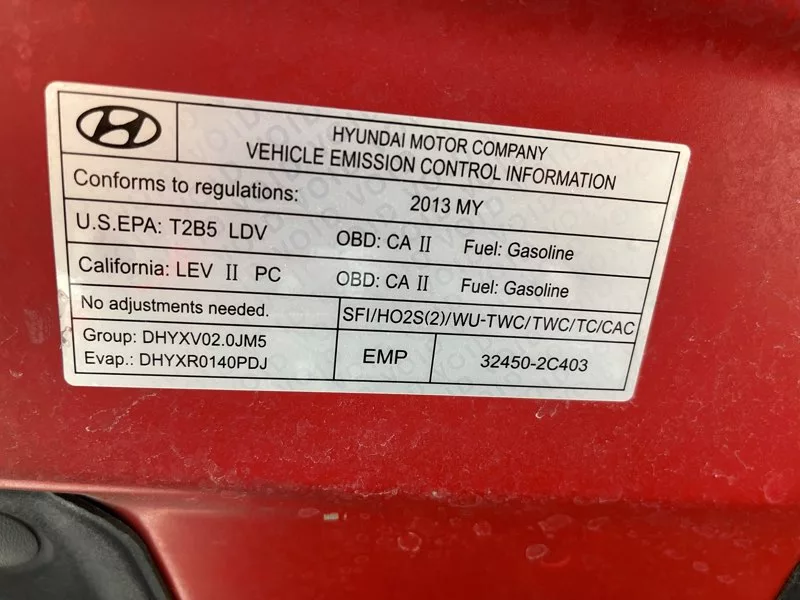 HYUNDAI MOTOR COMPANY
VEHICLE EMISSION CONTROL INFORMATION
Conforms to regulations: 2013 MY
U.S.EPA: T2B5 LDV OBD: CA II Fuel: Gasoline
California: LEV II PC OBD: CA II Fuel: Gasoline
No adjustments needed. SFI/HO2S(2)/WU-TWC/TWC/TC/CAC
Group: DHYXV02.0JM5
Evap.: DHYXR0140PDJ
EMP 32450-2C403